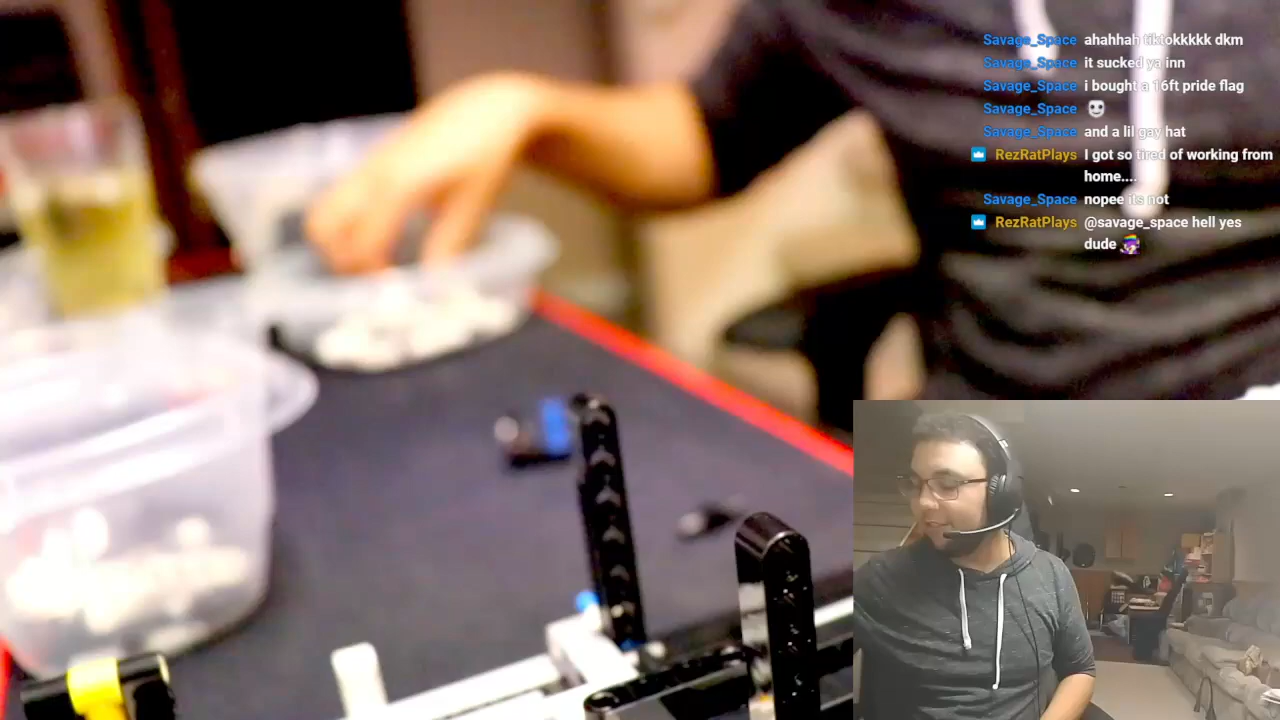 Savage_Space ahahhah tiktokkkkk dkm
Savage_Space it sucked ya inn
Savage_Space i bought a 16ft pride flag
Savage_Space
Savage_Space and a lil gay hat
RezRatPlays I got so tired of working from
home....
Savage_Space nopee its not
RezRatPlays @savage_space hell yes
dude